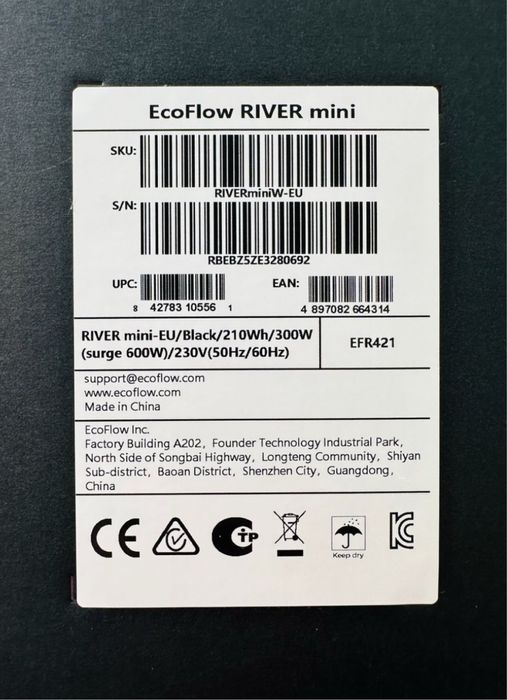 EcoFlow RIVER mini
SKU:
RIVERminiW-EU
S/N:
RBEBZ5ZE3280692
UPC:
8 42783 10556 1
EAN:
4 897082 664314
RIVER mini-EU/Black/210Wh/300W
(surge 600W)/230V(50Hz/60Hz)
EFR421
support@ecoflow.com
www.ecoflow.com
Made in China
EcoFlow Inc.
Factory Building A202, Founder Technology Industrial Park,
North Side of Songbai Highway, Longteng Community, Shiyan
Sub-district, Baoan District, Shenzhen City, Guangdong,
China
CE
TP
Keep dry